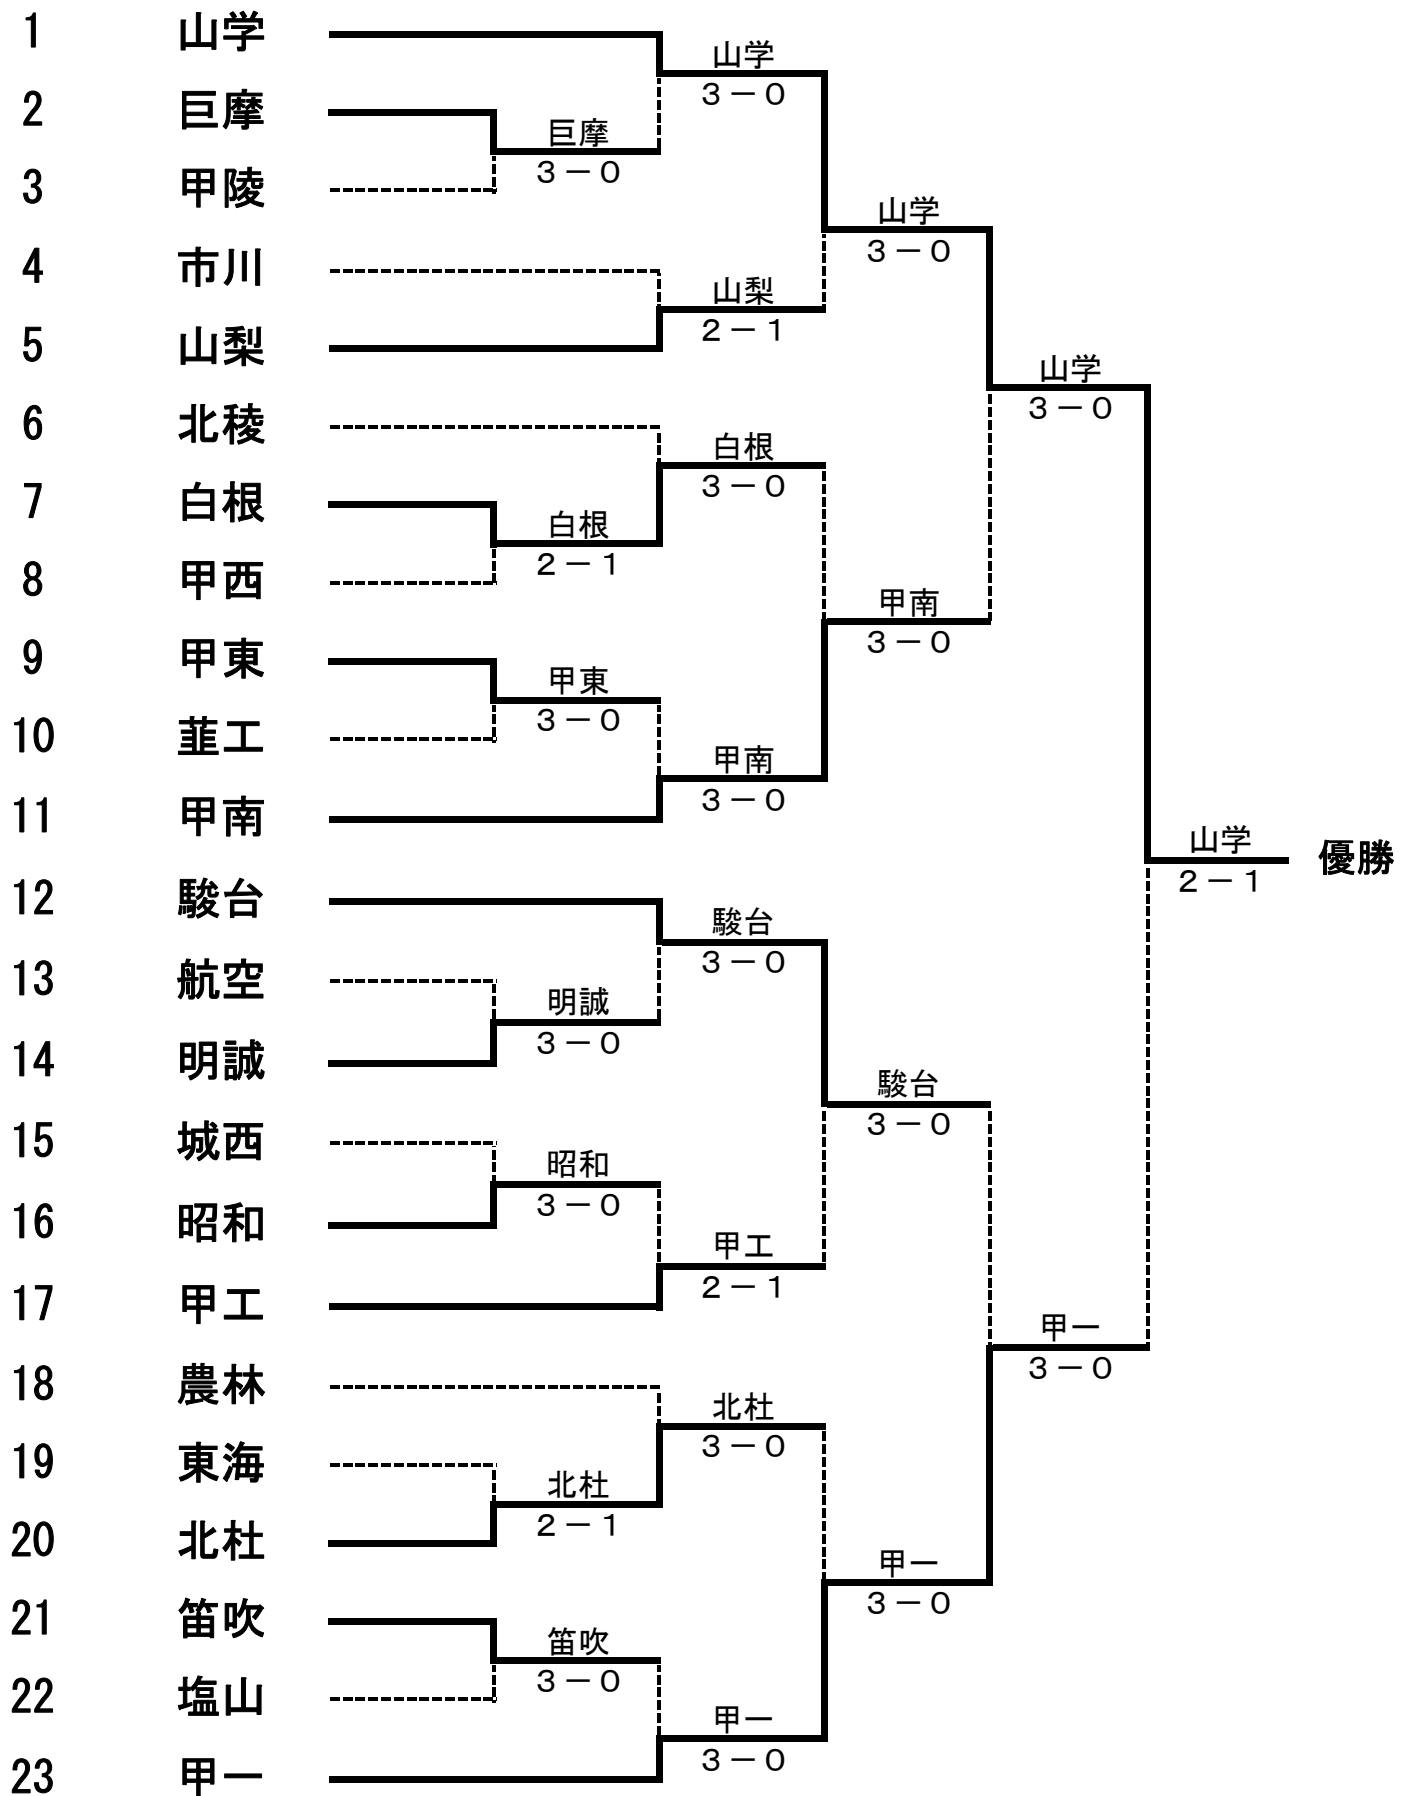 1 山学
山学
3－0
2 巨摩
巨摩
3－0
3 甲陵
山学
3－0
4 市川
山梨
2－1
5 山梨
山学
3－0
6 北稜
白根
3－0
7 白根
白根
2－1
8 甲西
甲南
3－0
9 甲東
甲東
3－0
10 韮工
甲南
3－0
11 甲南
山学 優勝
2－1
12 駿台
駿台
3－0
13 航空
明誠
3－0
14 明誠
駿台
3－0
15 城西
昭和
3－0
16 昭和
甲工
2－1
17 甲工
甲一
3－0
18 農林
北杜
3－0
19 東海
北杜
2－1
20 北杜
甲一
3－0
21 笛吹
笛吹
3－0
22 塩山
甲一
3－0
23 甲一